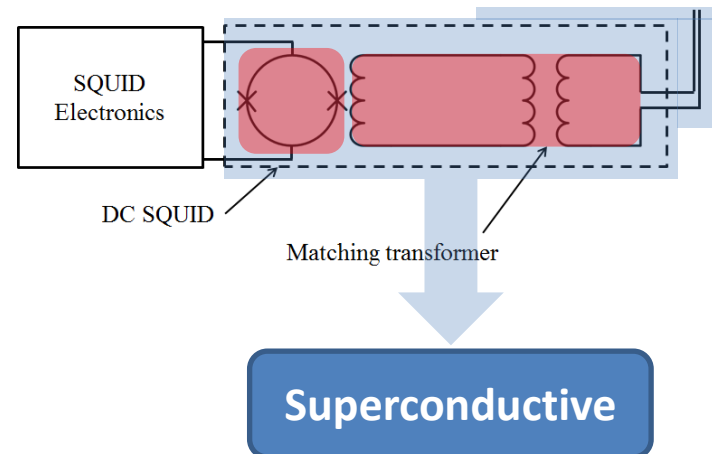 SQUID
Electronics
DC SQUID
Matching transformer
Superconductive